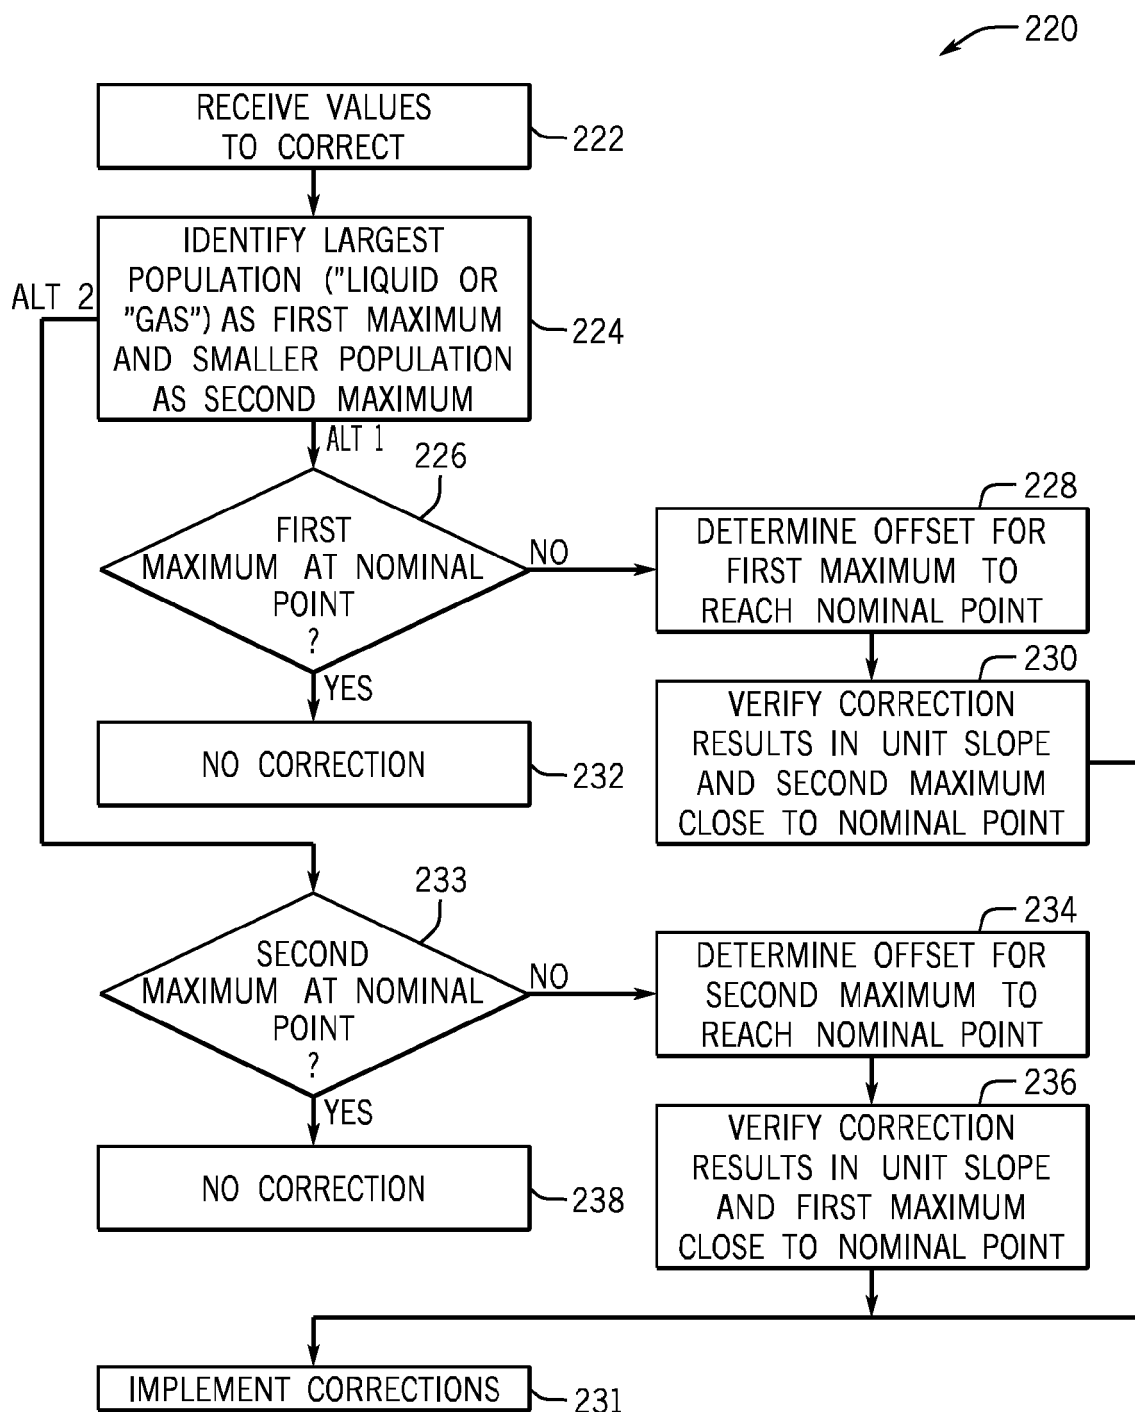 220
RECEIVE VALUES
TO CORRECT
222
IDENTIFY LARGEST
POPULATION ("LIQUID OR
"GAS") AS FIRST MAXIMUM
AND SMALLER POPULATION
AS SECOND MAXIMUM
224
ALT 2
ALT 1
226
FIRST
MAXIMUM AT NOMINAL
POINT
?
NO
YES
228
DETERMINE OFFSET FOR
FIRST MAXIMUM TO
REACH NOMINAL POINT
230
VERIFY CORRECTION
RESULTS IN UNIT SLOPE
AND SECOND MAXIMUM
CLOSE TO NOMINAL POINT
NO CORRECTION
232
233
SECOND
MAXIMUM AT NOMINAL
POINT
?
NO
YES
234
DETERMINE OFFSET FOR
SECOND MAXIMUM TO
REACH NOMINAL POINT
236
VERIFY CORRECTION
RESULTS IN UNIT SLOPE
AND FIRST MAXIMUM
CLOSE TO NOMINAL POINT
NO CORRECTION
238
IMPLEMENT CORRECTIONS
231